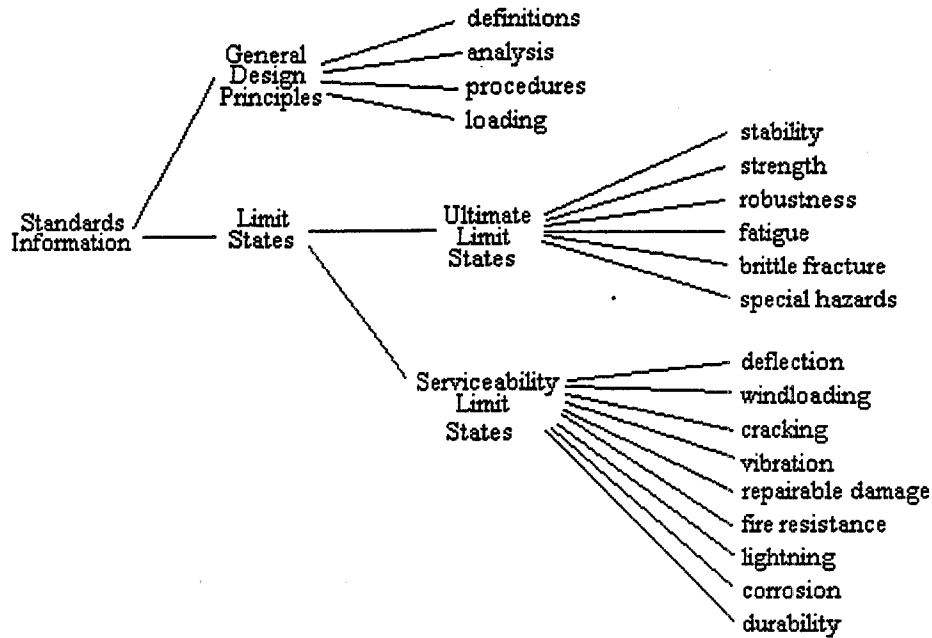 definitions
General
Design
Principles
analysis
procedures
loading
Standards
Information
Limit
States
Ultimate
Limit
States
stability
strength
robustness
fatigue
brittle fracture
special hazards
Serviceability
Limit
States
deflection
windloading
cracking
vibration
repairable damage
fire resistance
lightning
corrosion
durability